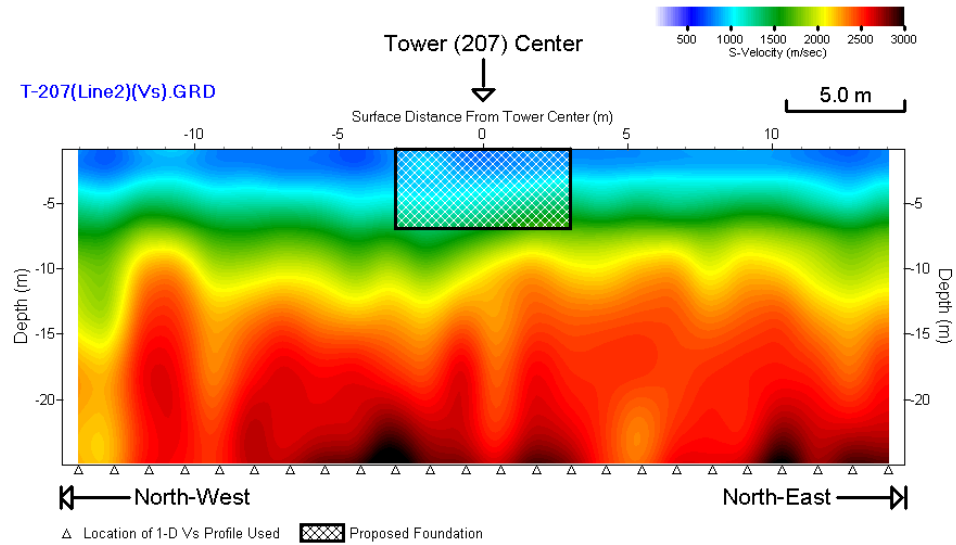 500 1000 1500 2000 2500 3000
S-Velocity (m/sec)
Tower (207) Center
T-207(Line2)(Vs).GRD
5.0 m
Surface Distance From Tower Center (m)
-10 -5 0 5 10
-5 -5
-10 -10
-15 -15
-20 -20
Depth (m)
Depth (m)
North-West North-East
Location of 1-D Vs Profile Used Proposed Foundation